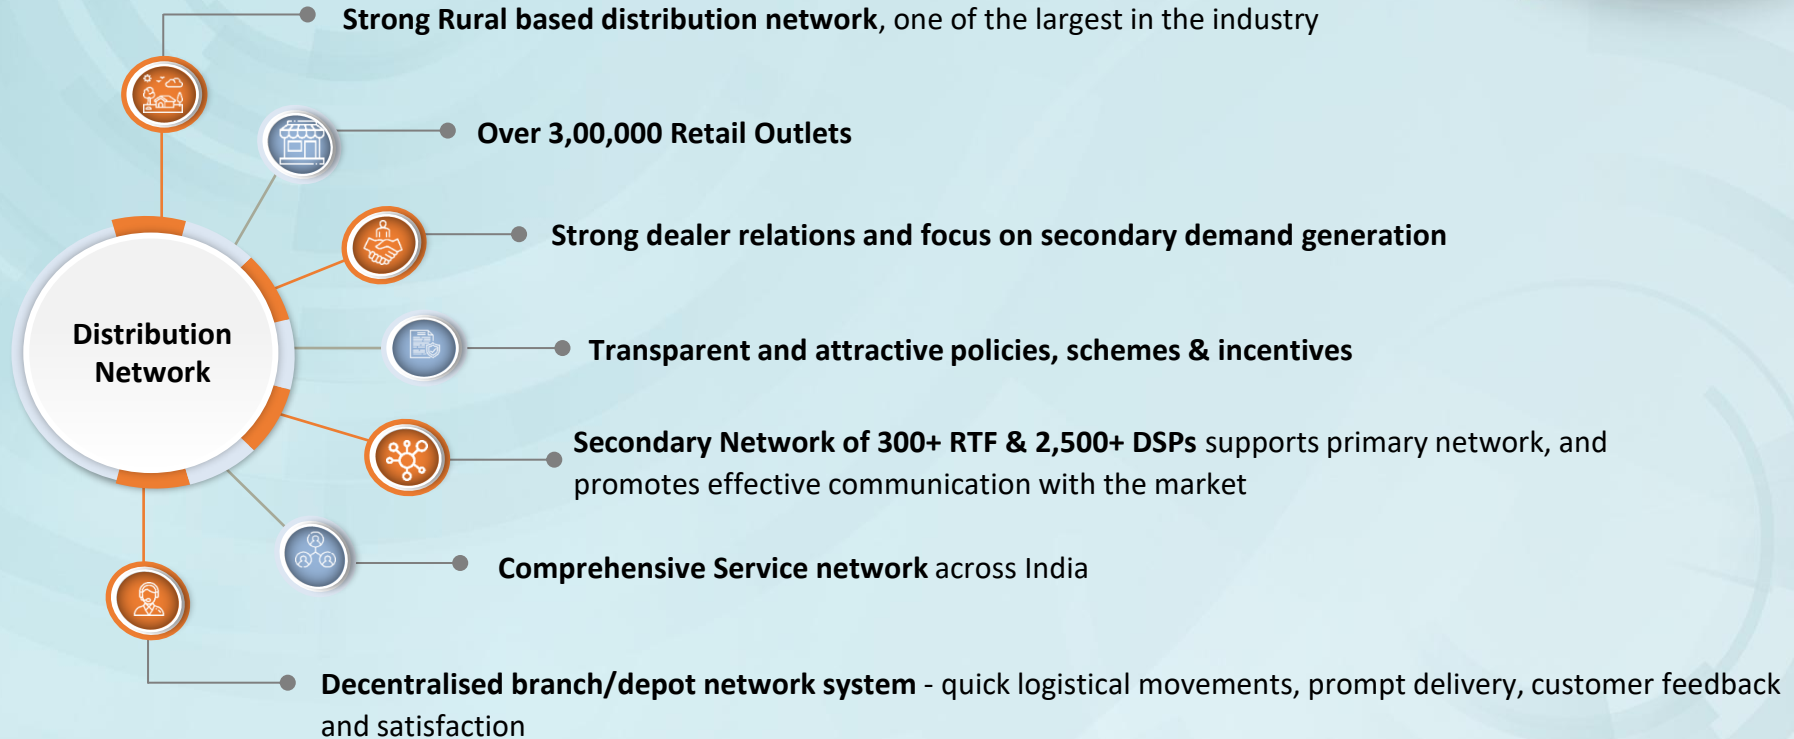 Strong Rural based distribution network, one of the largest in the industry
Over 3,00,000 Retail Outlets
Strong dealer relations and focus on secondary demand generation
Distribution
Network
Transparent and attractive policies, schemes & incentives
Secondary Network of 300+ RTF & 2,500+ DSPs supports primary network, and
promotes effective communication with the market
Comprehensive Service network across India
Decentralised branch/depot network system - quick logistical movements, prompt delivery, customer feedback
and satisfaction